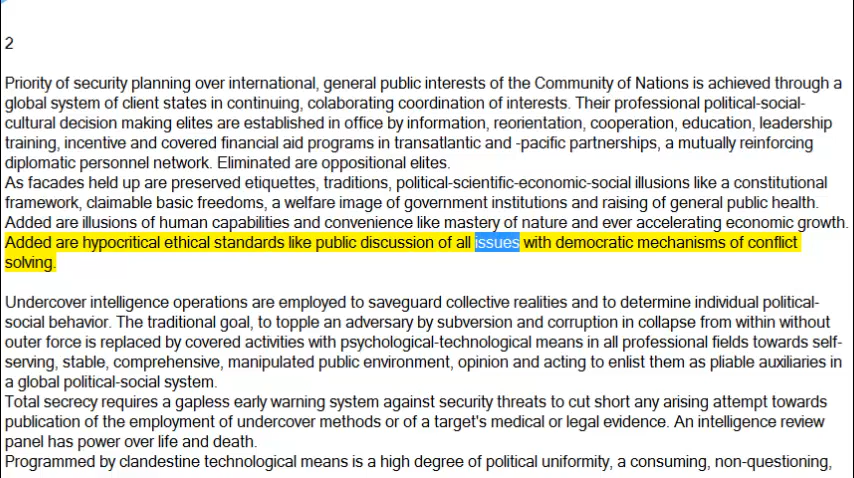 2
Priority of security planning over international, general public interests of the Community of Nations is achieved through a
global system of client states in continuing, colaborating coordination of interests. Their professional political-social-
cultural decision making elites are established in office by information, reorientation, cooperation, education, leadership
training, incentive and covered financial aid programs in transatlantic and -pacific partnerships, a mutually reinforcing
diplomatic personnel network. Eliminated are oppositional elites.
As facades held up are preserved etiquettes, traditions, political-scientific-economic-social illusions like a constitutional
framework, claimable basic freedoms, a welfare image of government institutions and raising of general public health.
Added are illusions of human capabilities and convenience like mastery of nature and ever accelerating economic growth.
Added are hypocritical ethical standards like public discussion of all issues with democratic mechanisms of conflict
solving.
Undercover intelligence operations are employed to saveguard collective realities and to determine individual political-
social behavior. The traditional goal, to topple an adversary by subversion and corruption in collapse from within without
outer force is replaced by covered activities with psychological-technological means in all professional fields towards self-
serving, stable, comprehensive, manipulated public environment, opinion and acting to enlist them as pliable auxiliaries in
a global political-social system.
Total secrecy requires a gapless early warning system against security threats to cut short any arising attempt towards
publication of the employment of undercover methods or of a target's medical or legal evidence. An intelligence review
panel has power over life and death.
Programmed by clandestine technological means is a high degree of political uniformity, a consuming, non-questioning,